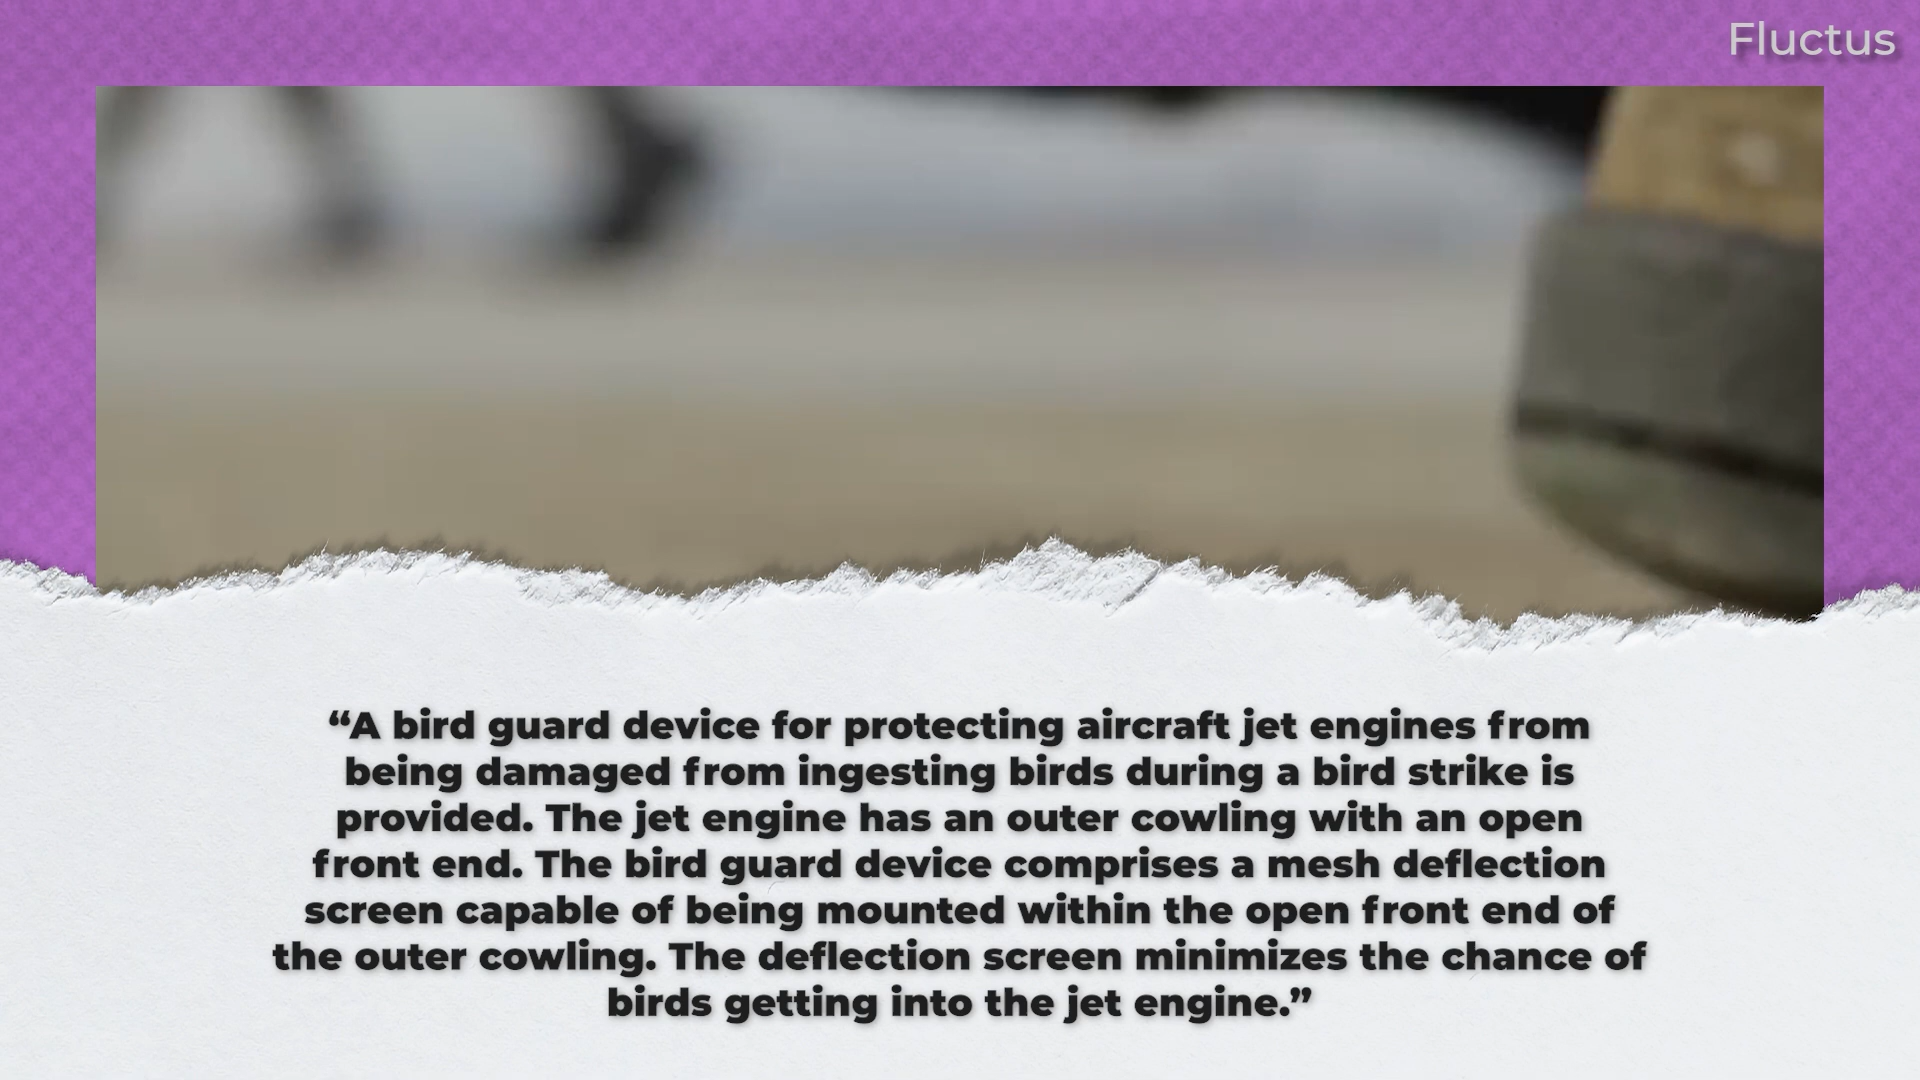 Fluctus
“A bird guard device for protecting aircraft jet engines from
being damaged from ingesting birds during a bird strike is
provided. The jet engine has an outer cowling with an open
front end. The bird guard device comprises a mesh deflection
screen capable of being mounted within the open front end of
the outer cowling. The deflection screen minimizes the chance of
birds getting into the jet engine.”